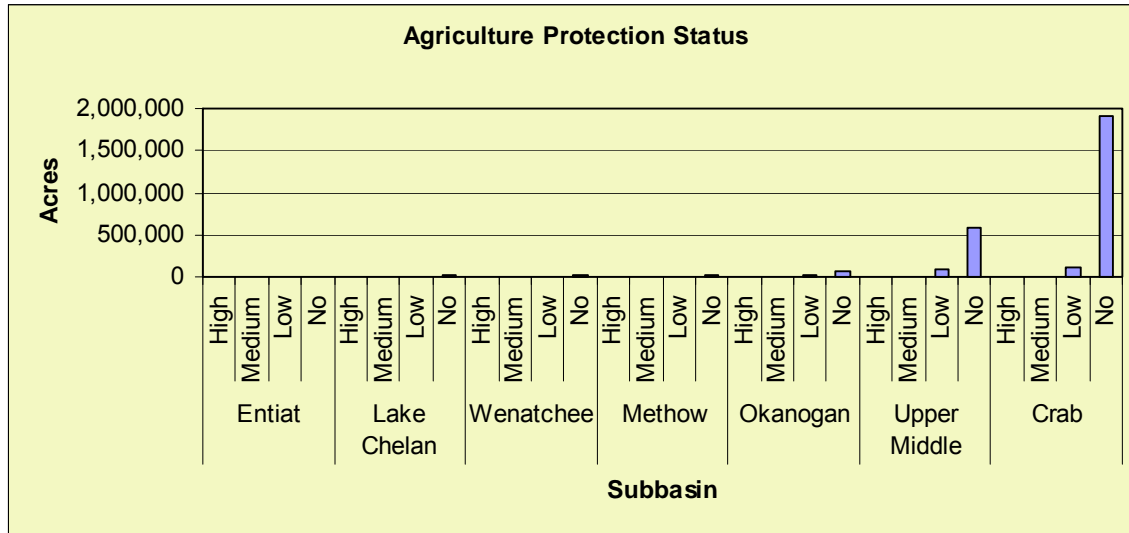 Agriculture Protection Status
Acres
2,000,000
1,500,000
1,000,000
500,000
0
High Medium Low No High Medium Low No High Medium Low No High Medium Low No High Medium Low No High Medium Low No High Medium Low No
Entiat Lake Chelan Wenatchee Methow Okanogan Upper Middle Crab
Subbasin